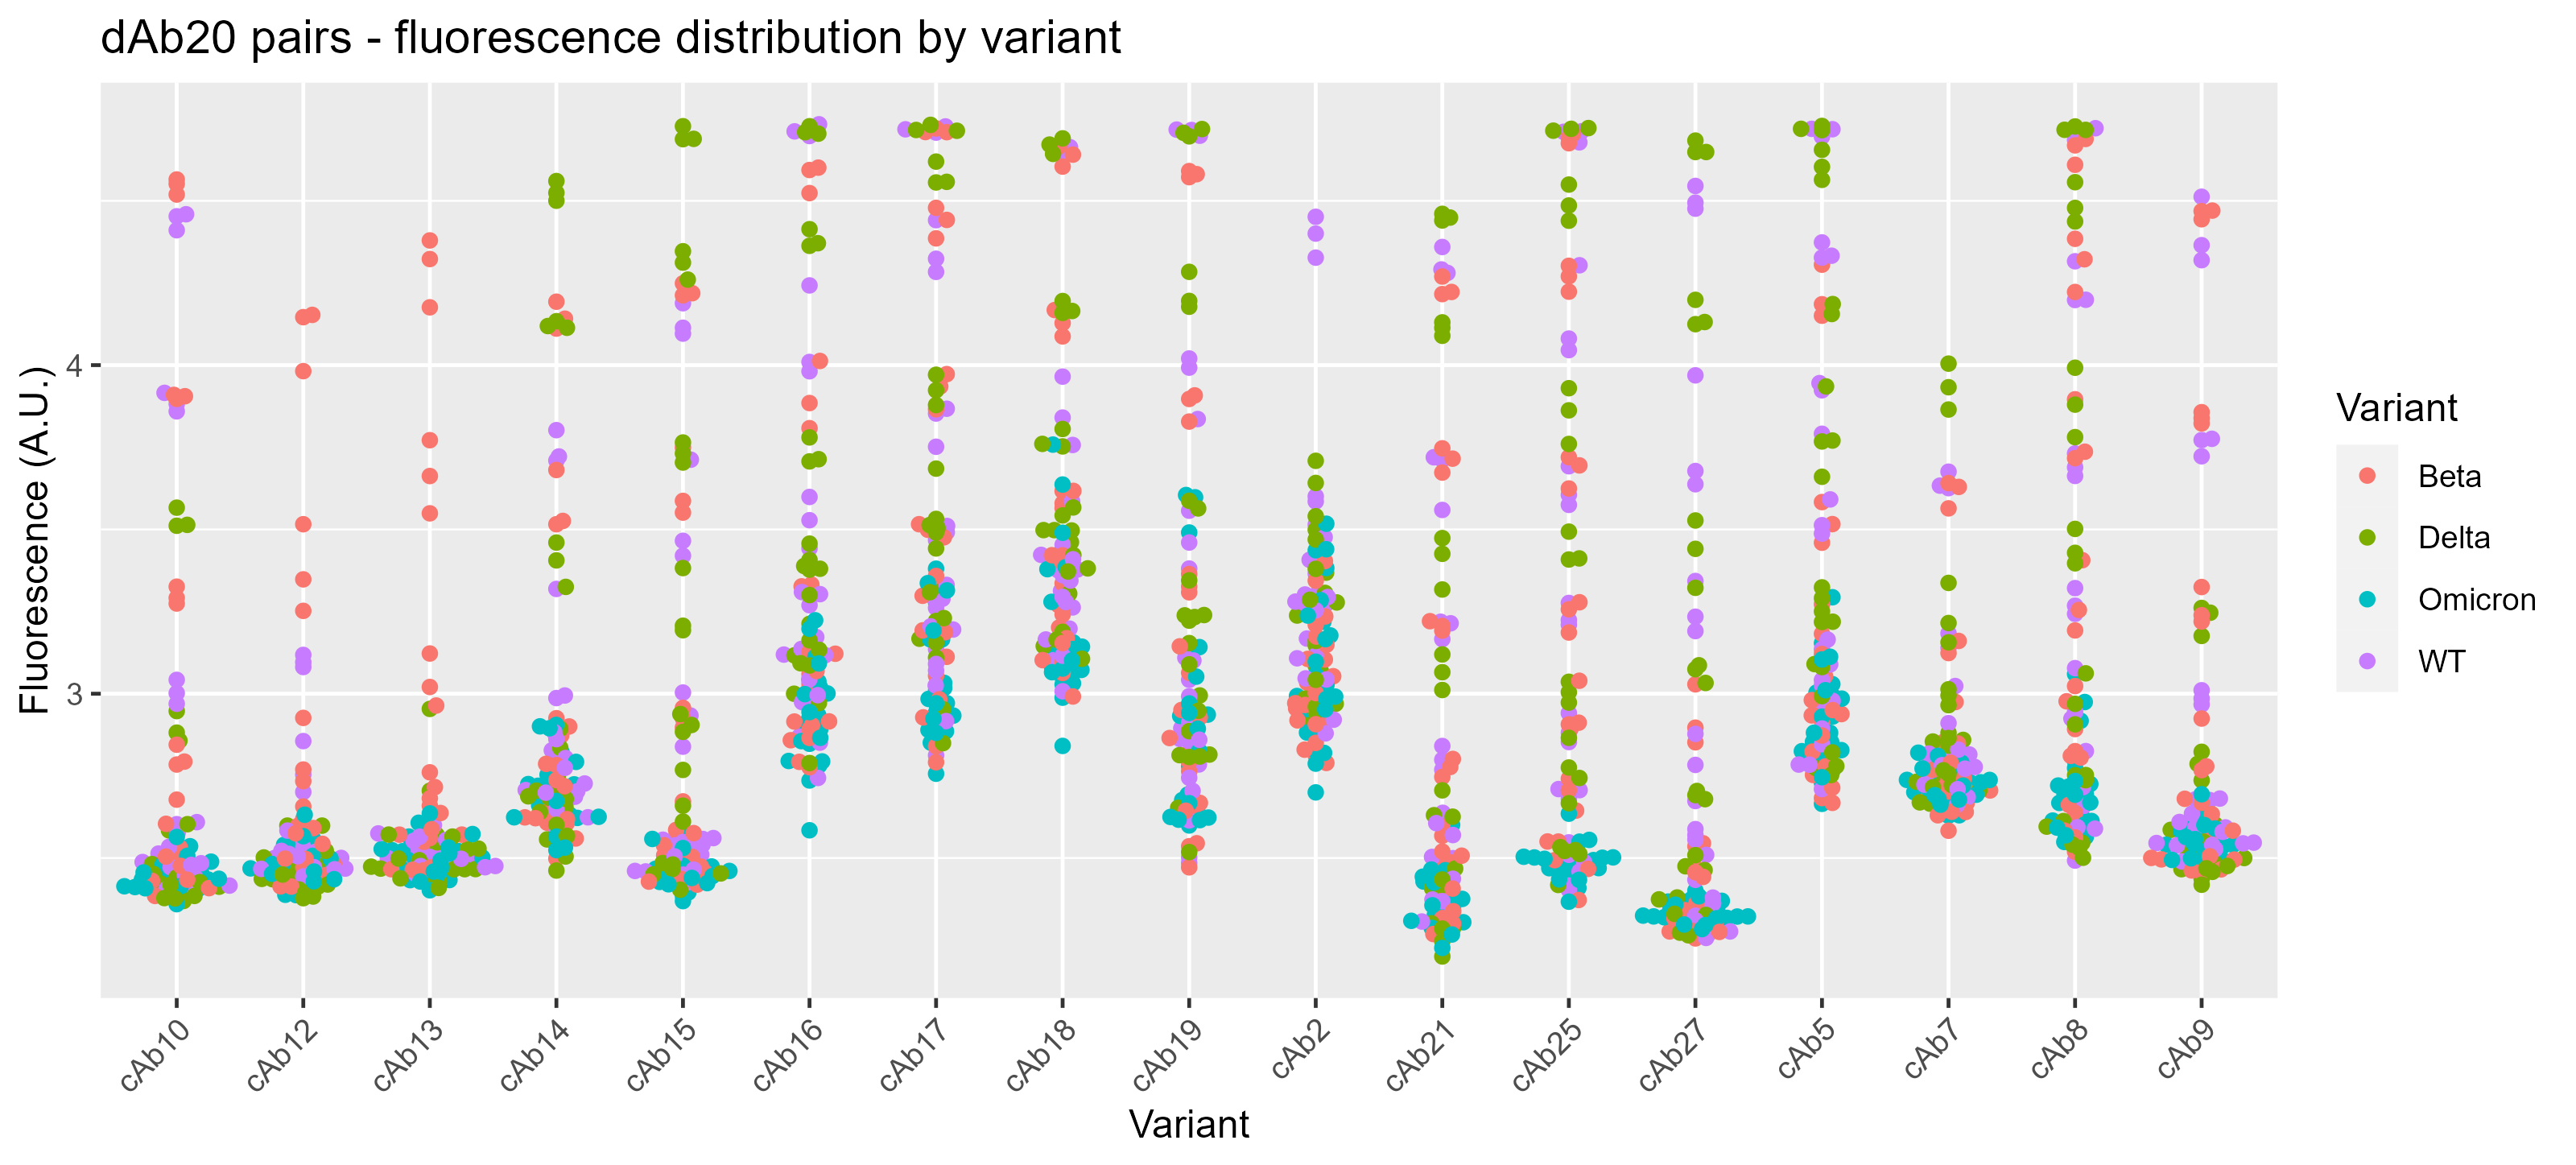 dAb20 pairs - fluorescence distribution by variant
Fluorescence (A.U.)
4
3
cAb10
cAb12
cAb13
cAb14
cAb15
cAb16
cAb17
cAb18
cAb19
cAb2
cAb21
cAb25
cAb27
cAb5
cAb7
cAb8
cAb9
Variant
Variant
Beta
Delta
Omicron
WT